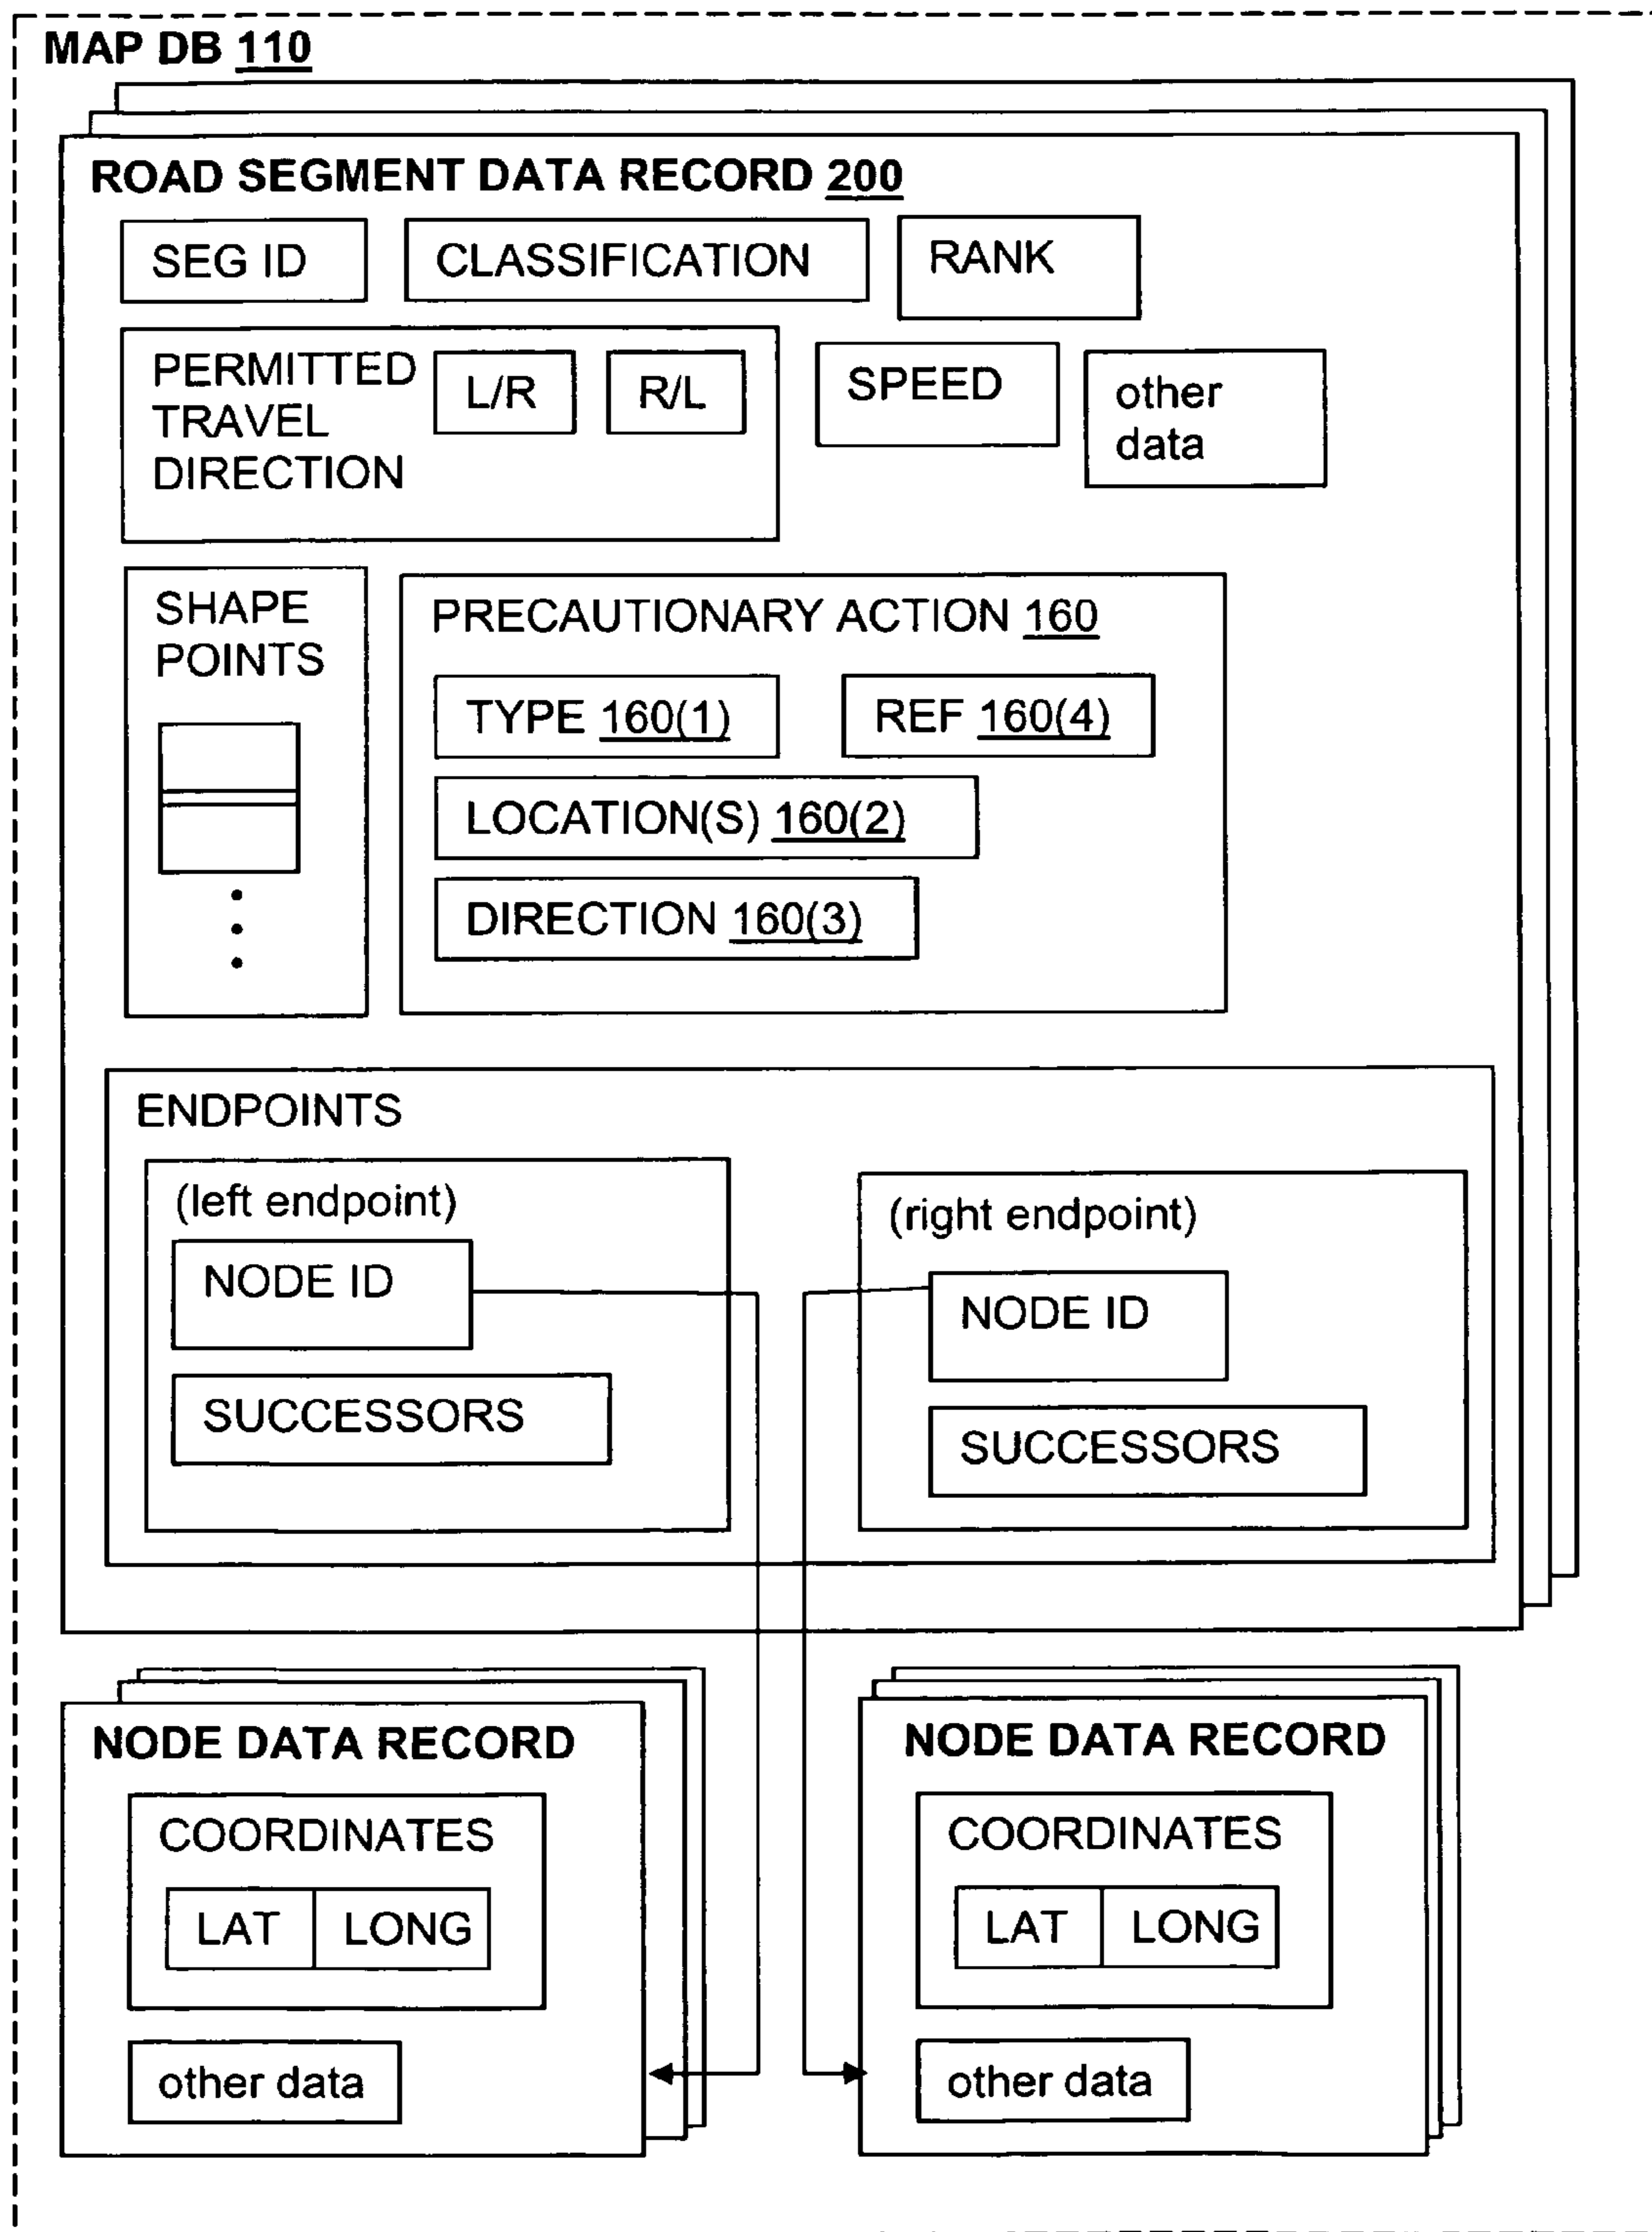 MAP DB 110
ROAD SEGMENT DATA RECORD 200
SEG ID
CLASSIFICATION
RANK
PERMITTED
TRAVEL
DIRECTION
L/R
R/L
SPEED
other
data
SHAPE
POINTS
PRECAUTIONARY ACTION 160
TYPE 160(1)
REF 160(4)
LOCATION(S) 160(2)
DIRECTION 160(3)
ENDPOINTS
(left endpoint)
NODE ID
SUCCESSORS
(right endpoint)
NODE ID
SUCCESSORS
NODE DATA RECORD
COORDINATES
LAT
LONG
other data
NODE DATA RECORD
COORDINATES
LAT
LONG
other data